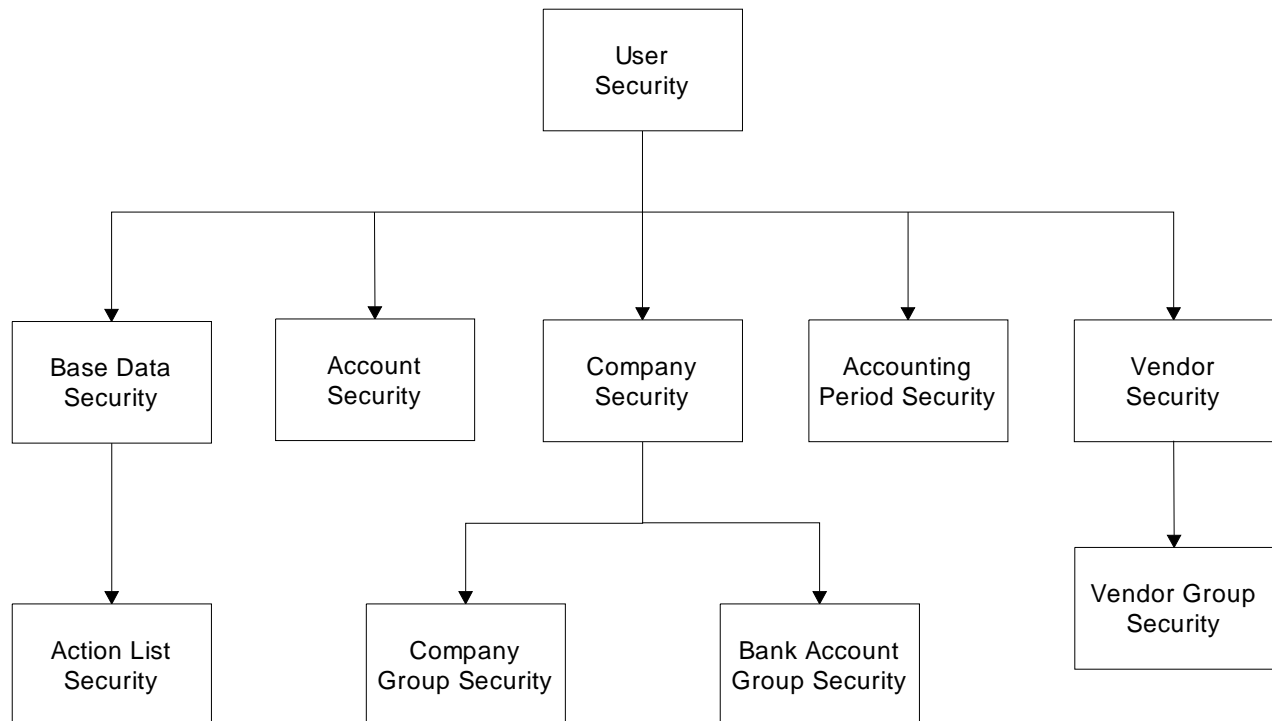 User
Security
Base Data
Security
Account
Security
Company
Security
Accounting
Period Security
Vendor
Security
Action List
Security
Company
Group Security
Bank Account
Group Security
Vendor Group
Security